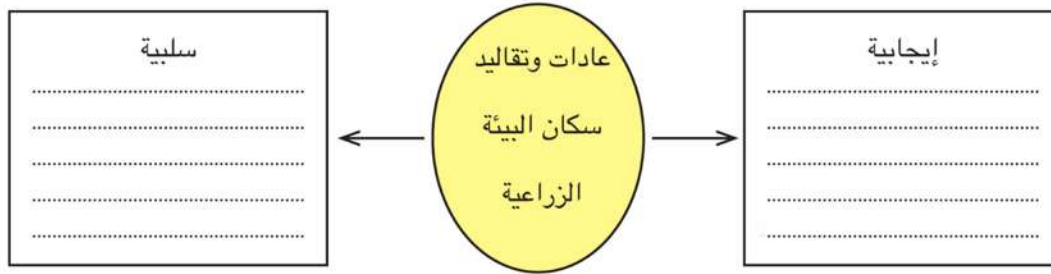 إيجابية
عادات وتقاليد
سكان البيئة
الزراعية
سلبية